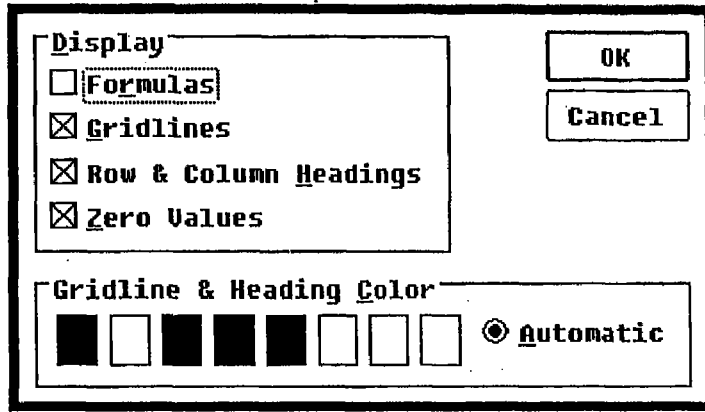 Display
Formulas
Gridlines
Row & Column Headings
Zero Values
OK
Cancel
Gridline & Heading Color
Automatic